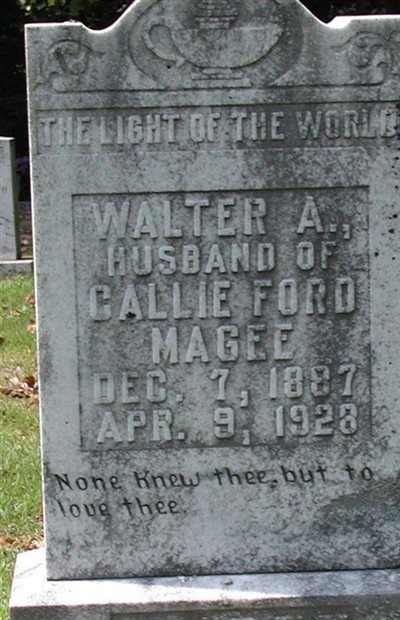 THE LIGHT OF THE WORLD
WALTER A.,
HUSBAND OF
CALLIE FORD
MAGEE
DEC. 7, 1887
APR. 9, 1928
None knew thee, but to
love thee.